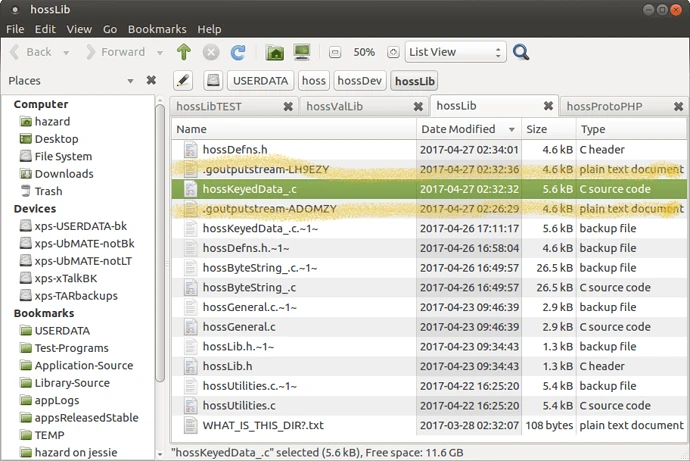 hossLib
File Edit View Go Bookmarks Help
Back Forward 50% List View
Places USERDATA hoss hossDev hossLib
hossLibTEST hossValLib hossLib hossProtoPHP
Computer
hazard
Desktop
File System
Downloads
Trash
Devices
xps-USERDATA-bk
xps-UbMATE-notBk
xps-UbMATE-notLT
xps-xTalkBK
xps-TARbackups
Bookmarks
USERDATA
Test-Programs
Application-Source
Library-Source
appLogs
appsReleasedStable
TEMP
hazard on jessie
Name Date Modified Size Type
hossDefns.h 2017-04-27 02:34:01 4.6 kB C header
.goutputstream-LH9EZY 2017-04-27 02:32:36 4.6 kB plain text document
hossKeyedData_.c 2017-04-27 02:32:32 5.6 kB C source code
.goutputstream-ADOMZY 2017-04-27 02:26:29 4.6 kB plain text document
hossKeyedData_.c.~1~ 2017-04-26 17:11:17 5.6 kB backup file
hossDefns.h.~1~ 2017-04-26 16:58:04 4.6 kB backup file
hossByteString_.c.~1~ 2017-04-26 16:49:57 26.5 kB backup file
hossByteString_.c 2017-04-26 16:49:57 26.5 kB C source code
hossGeneral.c.~1~ 2017-04-23 09:46:39 2.9 kB backup file
hossGeneral.c 2017-04-23 09:46:39 2.9 kB C source code
hossLib.h.~1~ 2017-04-23 09:34:43 1.3 kB backup file
hossLib.h 2017-04-23 09:34:43 1.3 kB C header
hossUtilities.c.~1~ 2017-04-22 16:25:20 5.4 kB backup file
hossUtilities.c 2017-04-22 16:25:20 5.4 kB C source code
WHAT_IS_THIS_DIR?.txt 2017-03-28 02:32:07 108 bytes plain text document
"hossKeyedData_.c" selected (5.6 kB), Free space: 11.6 GB